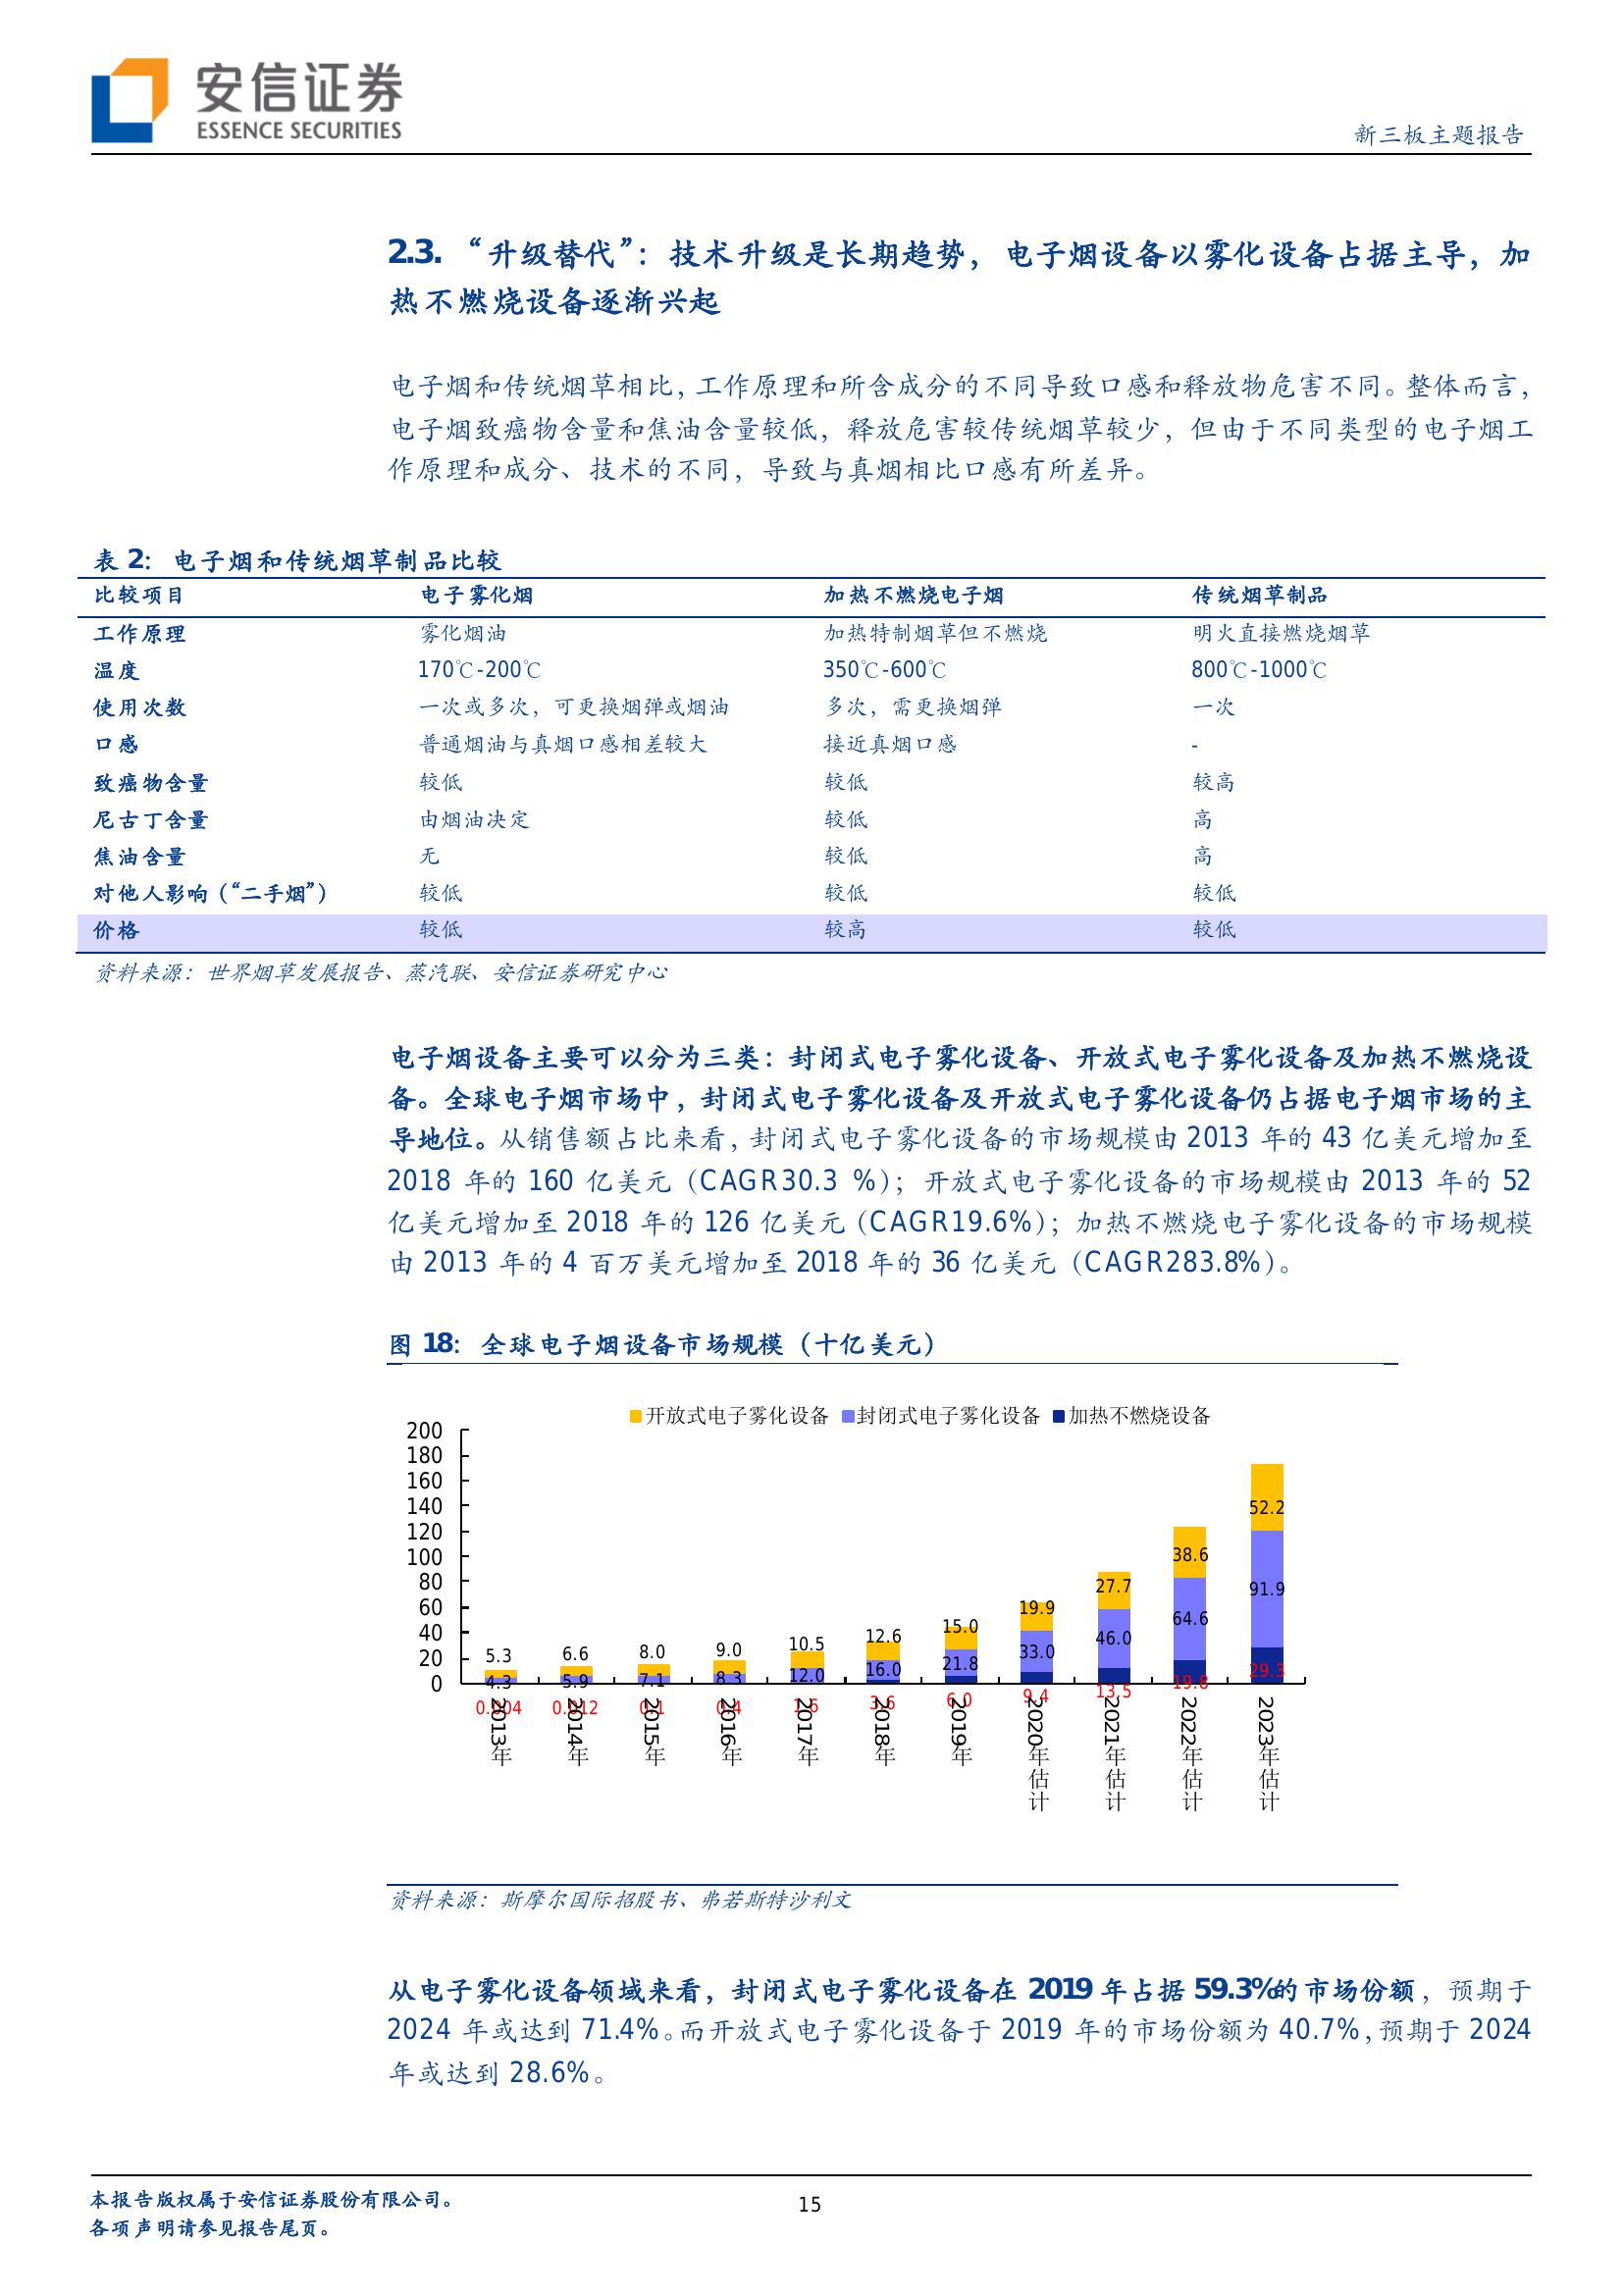 安信证券
ESSENCE SECURITIES
新三板主题报告
2.3. “升级替代”：技术升级是长期趋势，电子烟设备以雾化设备占据主导，加
热不燃烧设备逐渐兴起
电子烟和传统烟草相比，工作原理和所含成分的不同导致口感和释放物危害不同。整体而言，
电子烟致癌物含量和焦油含量较低，释放危害较传统烟草较少，但由于不同类型的电子烟工
作原理和成分、技术的不同，导致与真烟相比口感有所差异。
表 2：电子烟和传统烟草制品比较
比较项目 电子雾化烟 加热不燃烧电子烟 传统烟草制品
工作原理 雾化烟油 加热特制烟草但不燃烧 明火直接燃烧烟草
温度 170℃-200℃ 350℃-600℃ 800℃-1000℃
使用次数 一次或多次，可更换烟弹或烟油 多次，需更换烟弹 一次
口感 普通烟油与真烟口感相差较大 接近真烟口感 -
致癌物含量 较低 较低 较高
尼古丁含量 由烟油决定 较低 高
焦油含量 无 较低 高
对他人影响（“二手烟”） 较低 较低 较低
价格 较低 较高 较低
资料来源：世界烟草发展报告、蒸汽联、安信证券研究中心
电子烟设备主要可以分为三类：封闭式电子雾化设备、开放式电子雾化设备及加热不燃烧设
备。全球电子烟市场中，封闭式电子雾化设备及开放式电子雾化设备仍占据电子烟市场的主
导地位。从销售额占比来看，封闭式电子雾化设备的市场规模由 2013 年的 43 亿美元增加至
2018 年的 160 亿美元（CAGR30.3 %）；开放式电子雾化设备的市场规模由 2013 年的 52
亿美元增加至 2018 年的 126 亿美元（CAGR19.6%）；加热不燃烧电子雾化设备的市场规模
由 2013 年的 4 百万美元增加至 2018 年的 36 亿美元（CAGR283.8%）。
图 18：全球电子烟设备市场规模（十亿美元）
开放式电子雾化设备 封闭式电子雾化设备 加热不燃烧设备
200
180
160
140
120
100
80
60
40
20
0
5.3 6.6 8.0 9.0 10.5 12.6 15.0 19.9 27.7 38.6 52.2
4.3 5.9 7.1 8.3 12.0 16.0 21.8 33.0 46.0 64.6 91.9
0.004 0.012 0.1 0.4 1.6 3.6 6.0 9.4 13.5 19.8 29.3
2013年 2014年 2015年 2016年 2017年 2018年 2019年 2020年估计 2021年估计 2022年估计 2023年估计
资料来源：斯摩尔国际招股书、弗若斯特沙利文
从电子雾化设备领域来看，封闭式电子雾化设备在 2019 年占据 59.3%的市场份额，预期于
2024 年或达到 71.4%。而开放式电子雾化设备于 2019 年的市场份额为 40.7%，预期于 2024
年或达到 28.6%。
本报告版权属于安信证券股份有限公司。
各项声明请参见报告尾页。
15